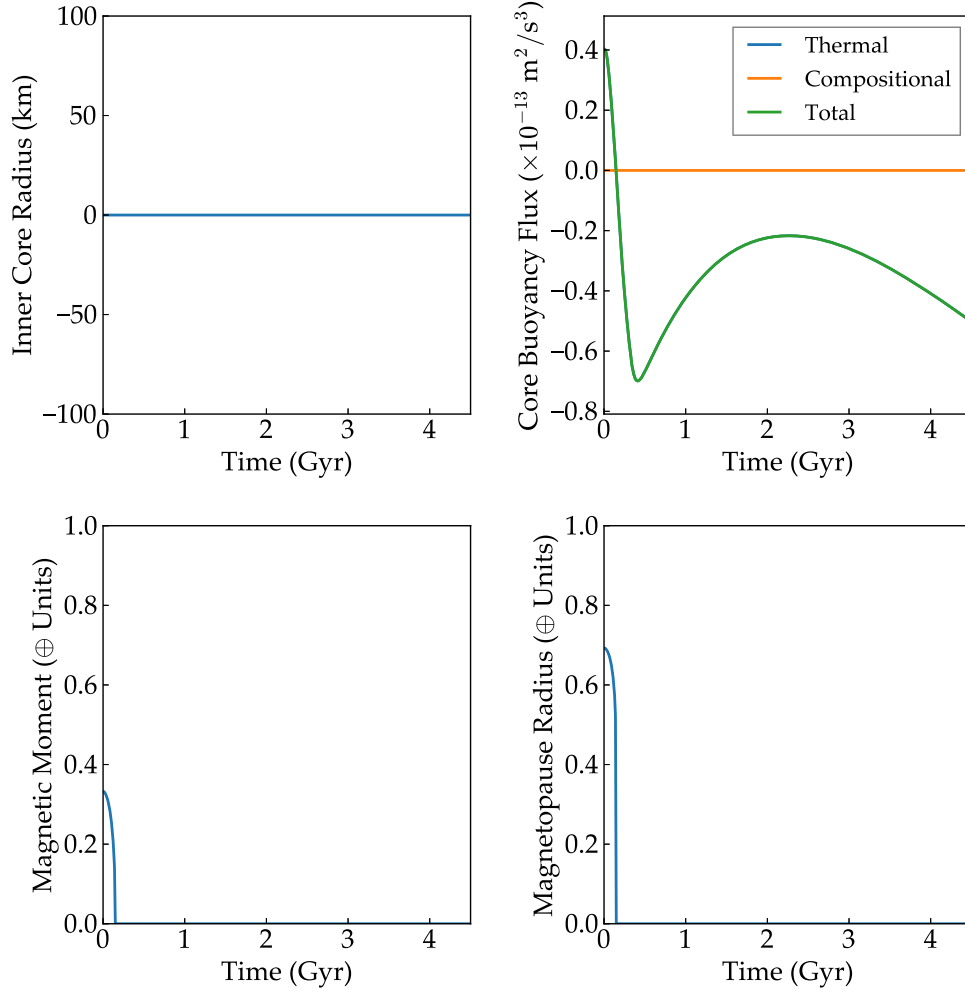 Inner Core Radius (km)
100
50
0
−50
−100
0 1 2 3 4
Time (Gyr)
Core Buoyancy Flux (×10⁻¹³ m²/s³)
0.4
0.2
0.0
−0.2
−0.4
−0.6
−0.8
Thermal
Compositional
Total
0 1 2 3 4
Time (Gyr)
Magnetic Moment (⊕ Units)
1.0
0.8
0.6
0.4
0.2
0.0
0 1 2 3 4
Time (Gyr)
Magnetopause Radius (⊕ Units)
1.0
0.8
0.6
0.4
0.2
0.0
0 1 2 3 4
Time (Gyr)